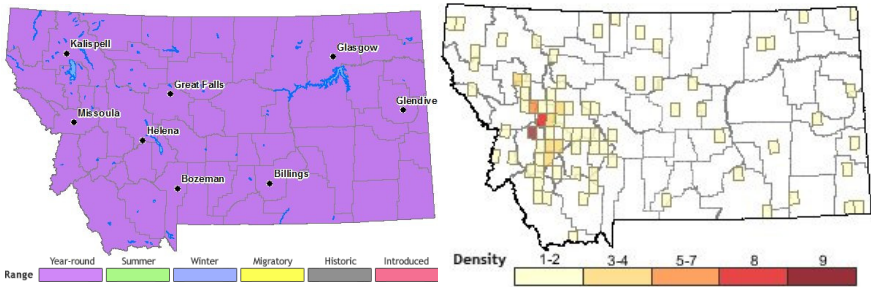 Kalispell
Glasgow
Great Falls
Glendive
Missoula
Helena
Bozeman
Billings
Range
Year-round
Summer
Winter
Migratory
Historic
Introduced
Density
1-2
3-4
5-7
8
9